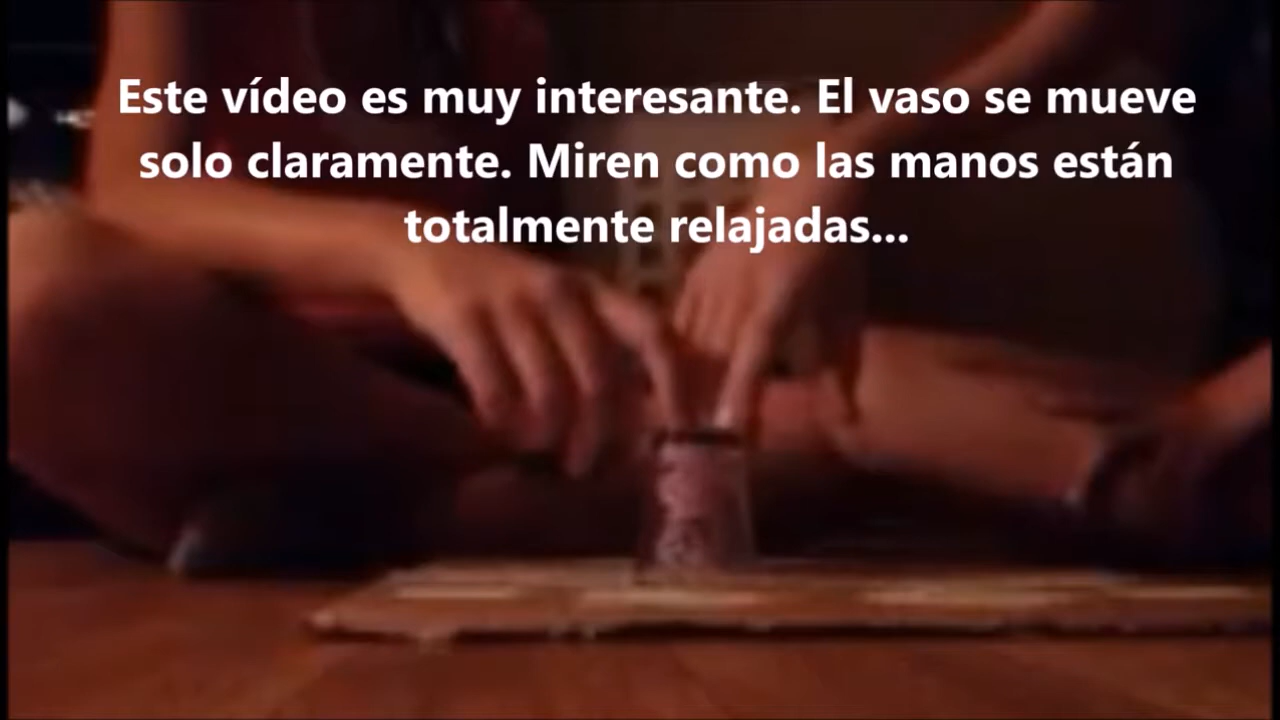 Este vídeo es muy interesante. El vaso se mueve
solo claramente. Miren como las manos están
totalmente relajadas...